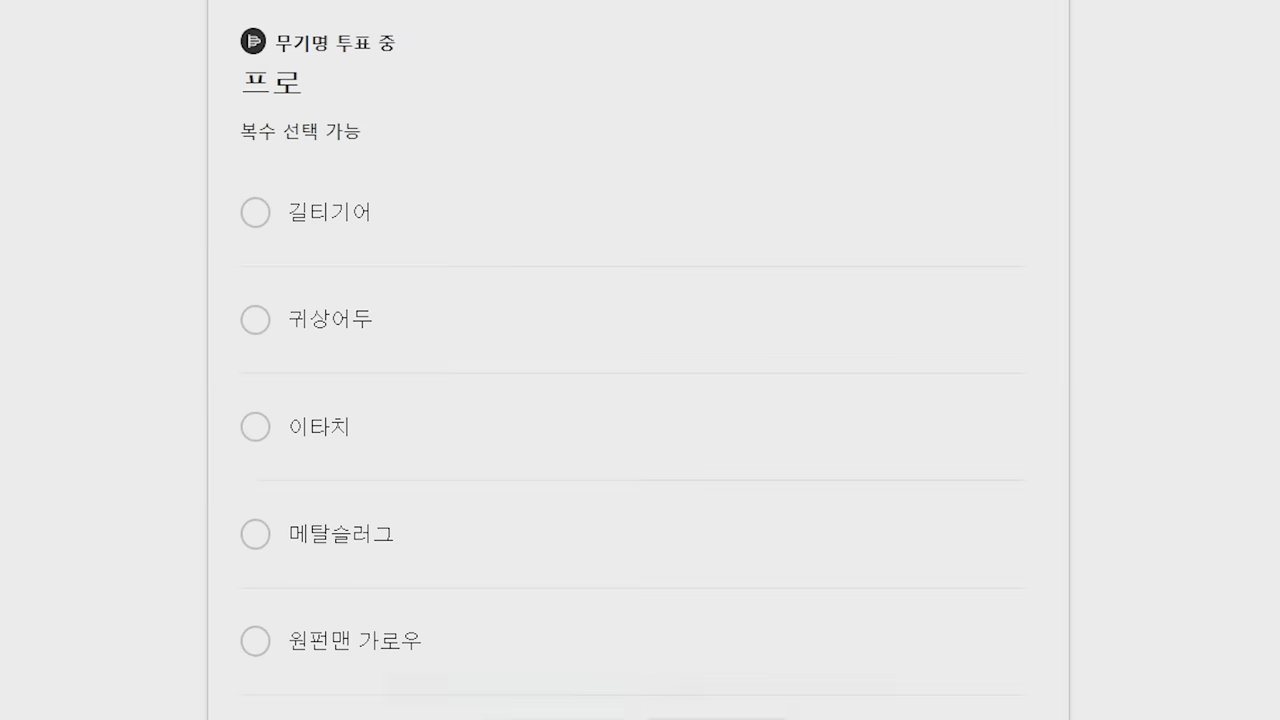 무기명 투표 중
프로
복수 선택 가능
길티기어
귀상어두
이타치
메탈슬러그
원펀맨 가로우